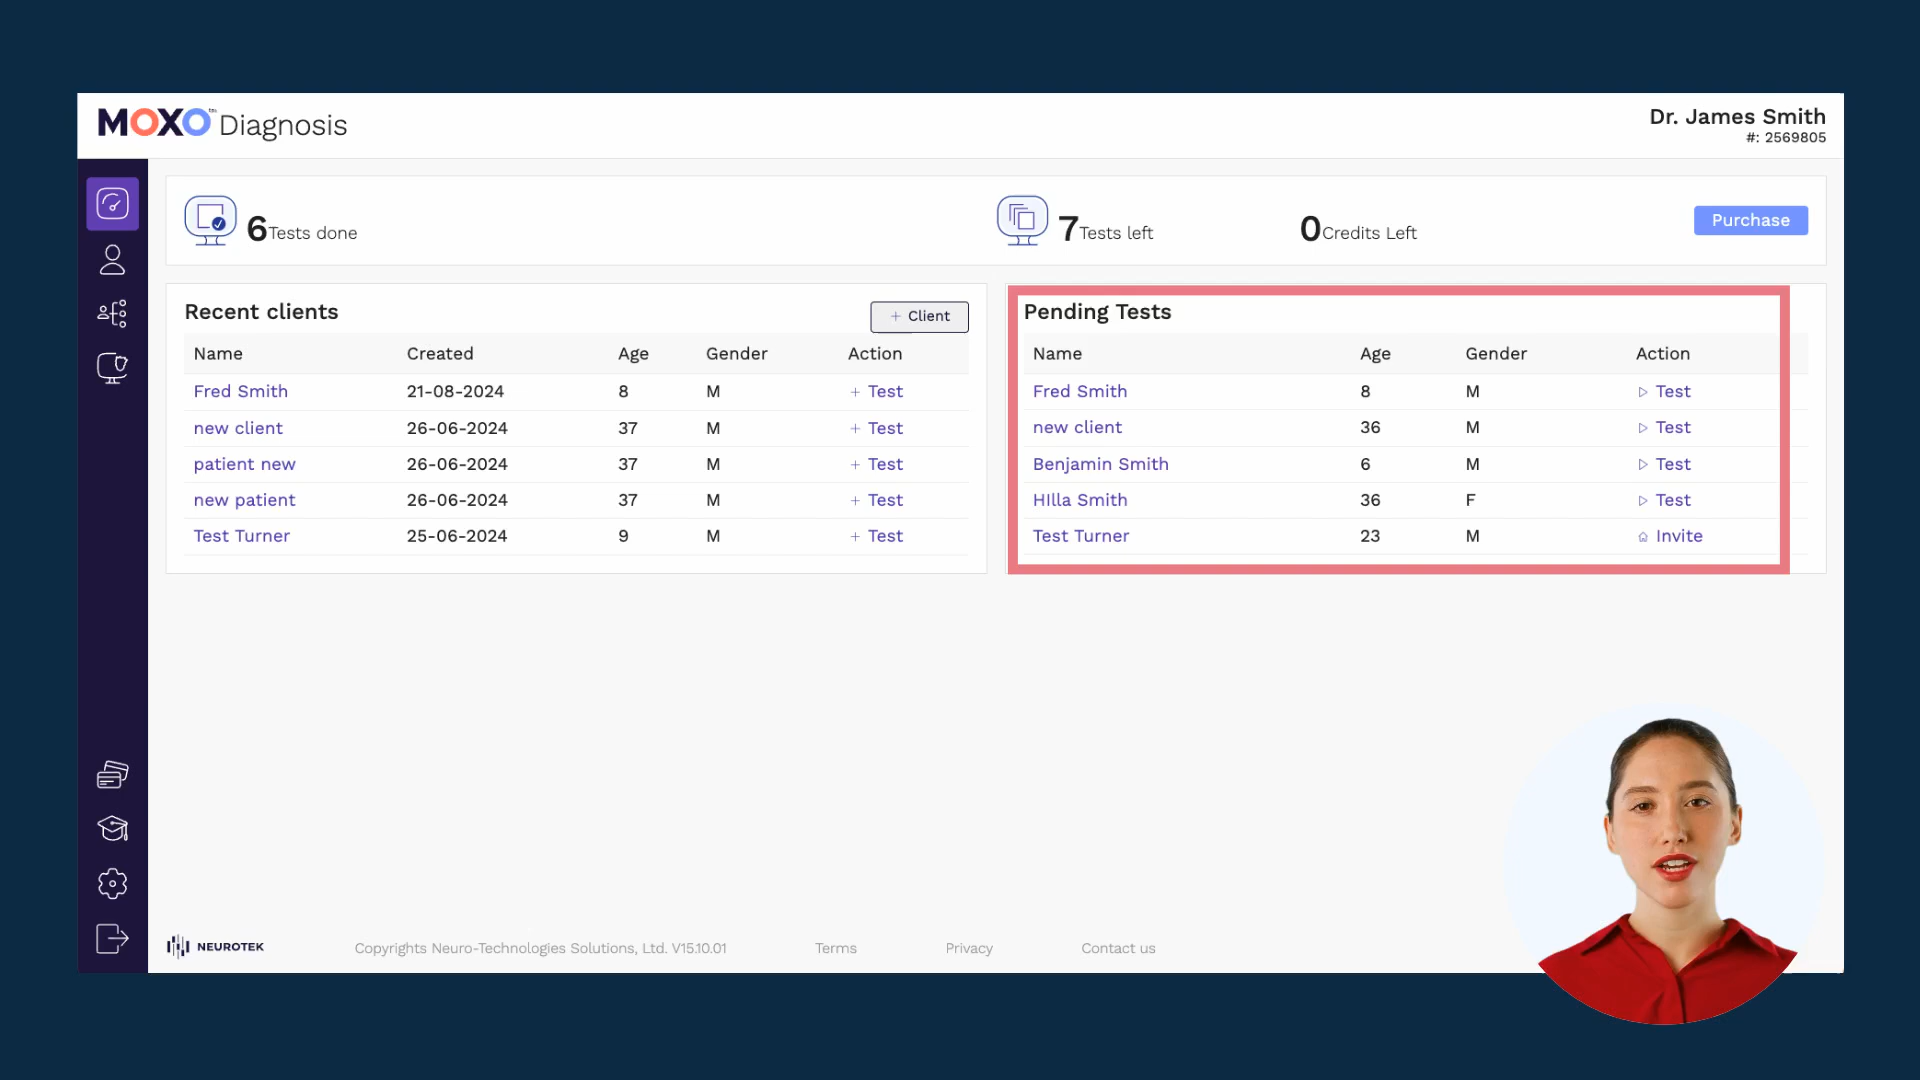 MOXO™ Diagnosis
Dr. James Smith
#: 2569805
6 Tests done
7 Tests left
0 Credits Left
Purchase
Recent clients
+ Client
Name Created Age Gender Action
Fred Smith 21-08-2024 8 M + Test
new client 26-06-2024 37 M + Test
patient new 26-06-2024 37 M + Test
new patient 26-06-2024 37 M + Test
Test Turner 25-06-2024 9 M + Test
Pending Tests
Name Age Gender Action
Fred Smith 8 M Test
new client 36 M Test
Benjamin Smith 6 M Test
HIlla Smith 36 F Test
Test Turner 23 M Invite
NEUROTEK
Copyrights Neuro-Technologies Solutions, Ltd. V15.10.01
Terms
Privacy
Contact us